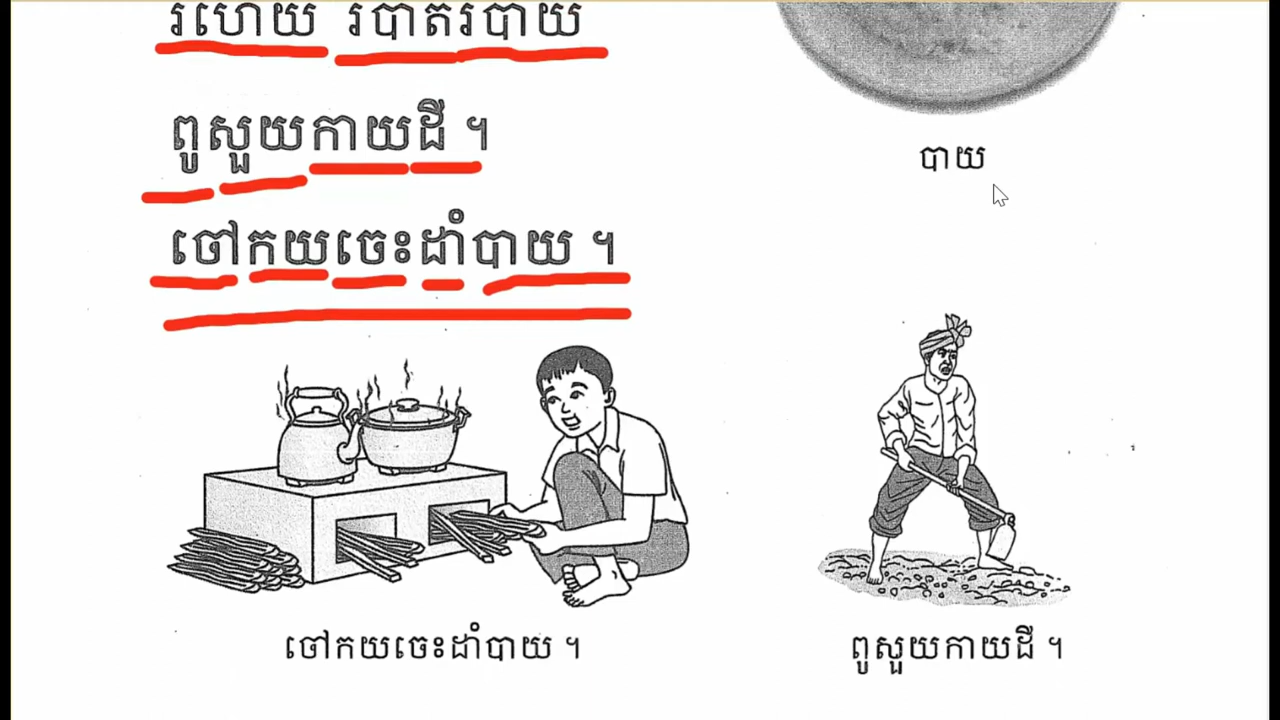 រហើយ របាតរបាយ
ពូសួយកាយដី ។
ចៅកយចេះដាំបាយ ។
បាយ
ចៅកយចេះដាំបាយ ។
ពូសួយកាយដី ។